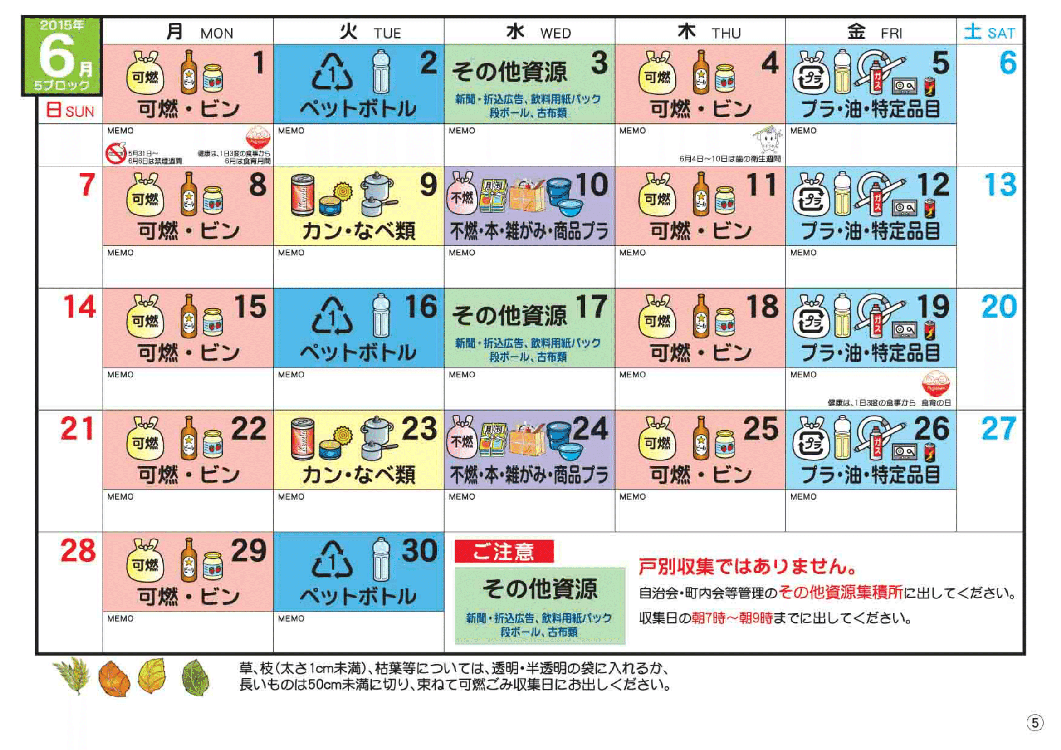 2015年
6月
5ブロック
月 MON
火 TUE
水 WED
木 THU
金 FRI
土 SAT
日 SUN
可燃 1
可燃・ビン
2
ペットボトル
その他資源 3
新聞・折込広告、飲料用紙パック
段ボール、古布類
可燃 4
可燃・ビン
プラ ガス 5
プラ・油・特定品目
6
MEMO
5月31日〜
6月6日は禁煙週間
健康は、1日3度の食事から
6月は食育月間
MEMO
MEMO
MEMO
6月4日〜10日は歯の衛生週間
MEMO
7
可燃 8
可燃・ビン
9
カン・なべ類
不燃 月刊 10
不燃・本・雑がみ・商品プラ
可燃 11
可燃・ビン
プラ ガス 12
プラ・油・特定品目
13
MEMO
MEMO
MEMO
MEMO
MEMO
14
可燃 15
可燃・ビン
1 16
ペットボトル
その他資源 17
新聞・折込広告、飲料用紙パック
段ボール、古布類
可燃 18
可燃・ビン
プラ ガス 19
プラ・油・特定品目
20
MEMO
MEMO
MEMO
MEMO
MEMO
健康は、1日3度の食事から 食育の日
21
可燃 22
可燃・ビン
23
カン・なべ類
不燃 月刊 24
不燃・本・雑がみ・商品プラ
可燃 25
可燃・ビン
プラ ガス 26
プラ・油・特定品目
27
MEMO
MEMO
MEMO
MEMO
MEMO
28
可燃 29
可燃・ビン
1 30
ペットボトル
MEMO
MEMO
ご注意
その他資源
新聞・折込広告、飲料用紙パック
段ボール、古布類
戸別収集ではありません。
自治会・町内会等管理のその他資源集積所に出してください。
収集日の朝7時〜朝9時までに出してください。
草、枝(太さ1cm未満)、枯葉等については、透明・半透明の袋に入れるか、
長いものは50cm未満に切り、束ねて可燃ごみ収集日にお出しください。
⑤